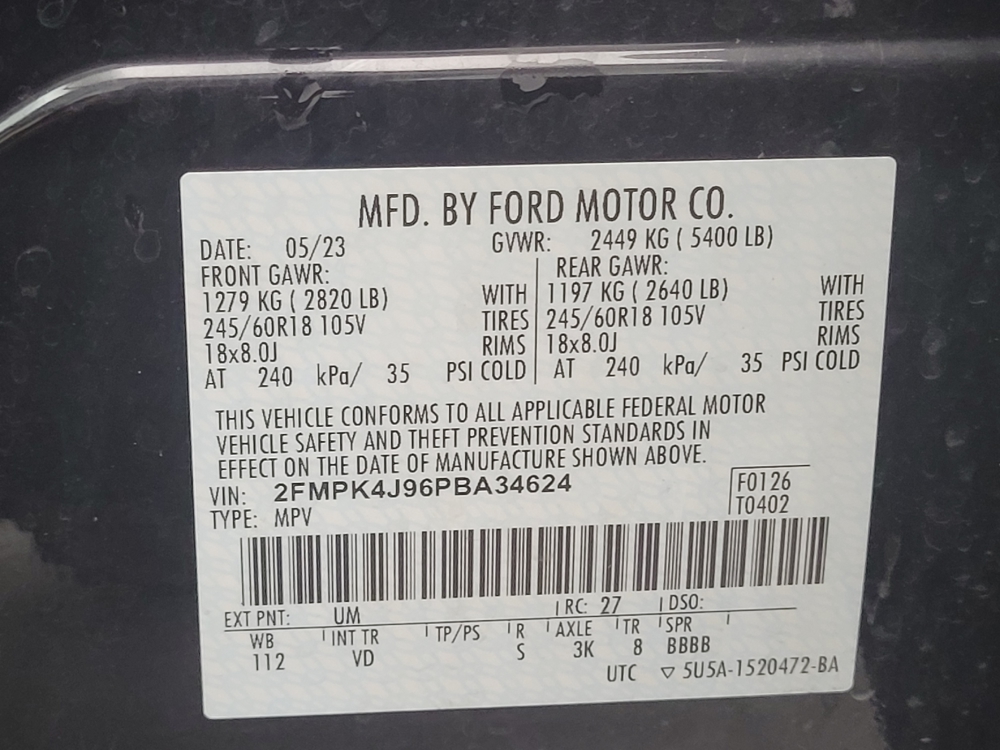 MFD. BY FORD MOTOR CO.
DATE: 05/23 GVWR: 2449 KG ( 5400 LB)
FRONT GAWR: REAR GAWR:
1279 KG ( 2820 LB) WITH 1197 KG ( 2640 LB) WITH
245/60R18 105V TIRES 245/60R18 105V TIRES
18x8.0J RIMS 18x8.0J RIMS
AT 240 kPa/ 35 PSI COLD AT 240 kPa/ 35 PSI COLD
THIS VEHICLE CONFORMS TO ALL APPLICABLE FEDERAL MOTOR
VEHICLE SAFETY AND THEFT PREVENTION STANDARDS IN
EFFECT ON THE DATE OF MANUFACTURE SHOWN ABOVE.
VIN: 2FMPK4J96PBA34624 F0126
TYPE: MPV T0402
EXT PNT: UM RC: 27 DSO:
WB INT TR TP/PS R AXLE TR SPR
112 VD S 3K 8 BBBB
UTC ▽ 5U5A-1520472-BA